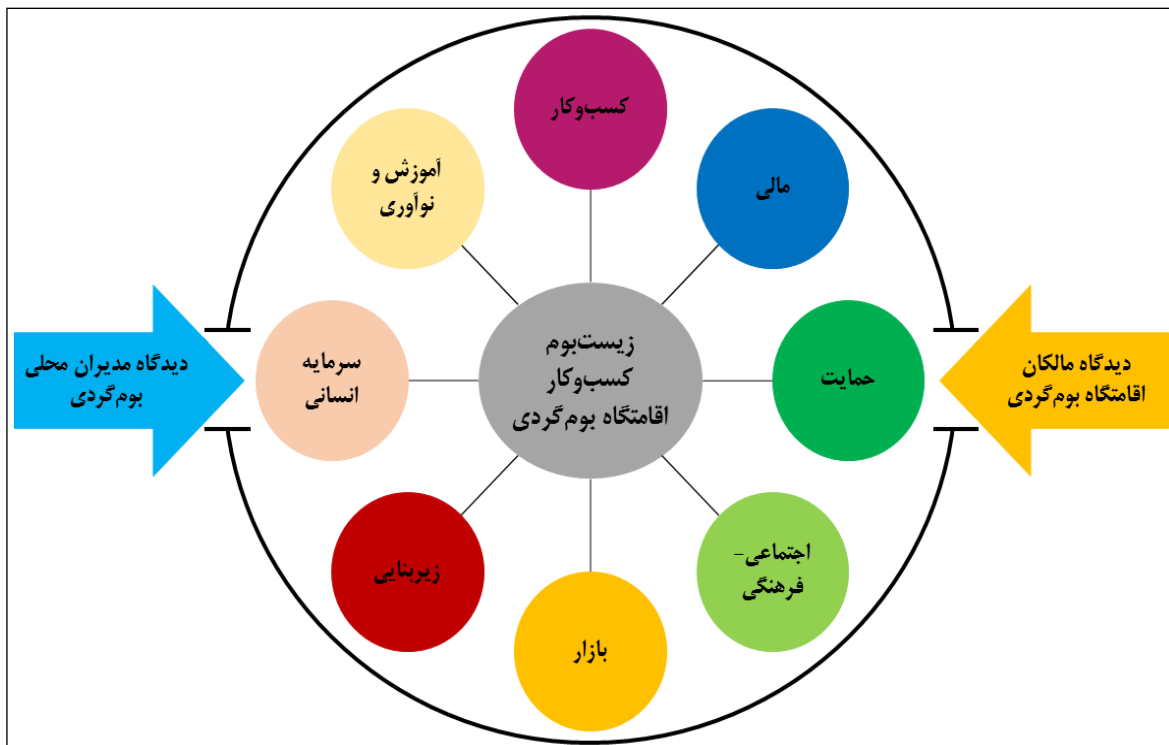 کسب‌وکار
مالی
آموزش و
نوآوری
حمایت
زیست‌بوم
کسب‌وکار
اقامتگاه بوم‌گردی
سرمایه
انسانی
دیدگاه مالکان
اقامتگاه بوم‌گردی
دیدگاه مدیران محلی
بوم‌گردی
اجتماعی-
فرهنگی
زیربنایی
بازار